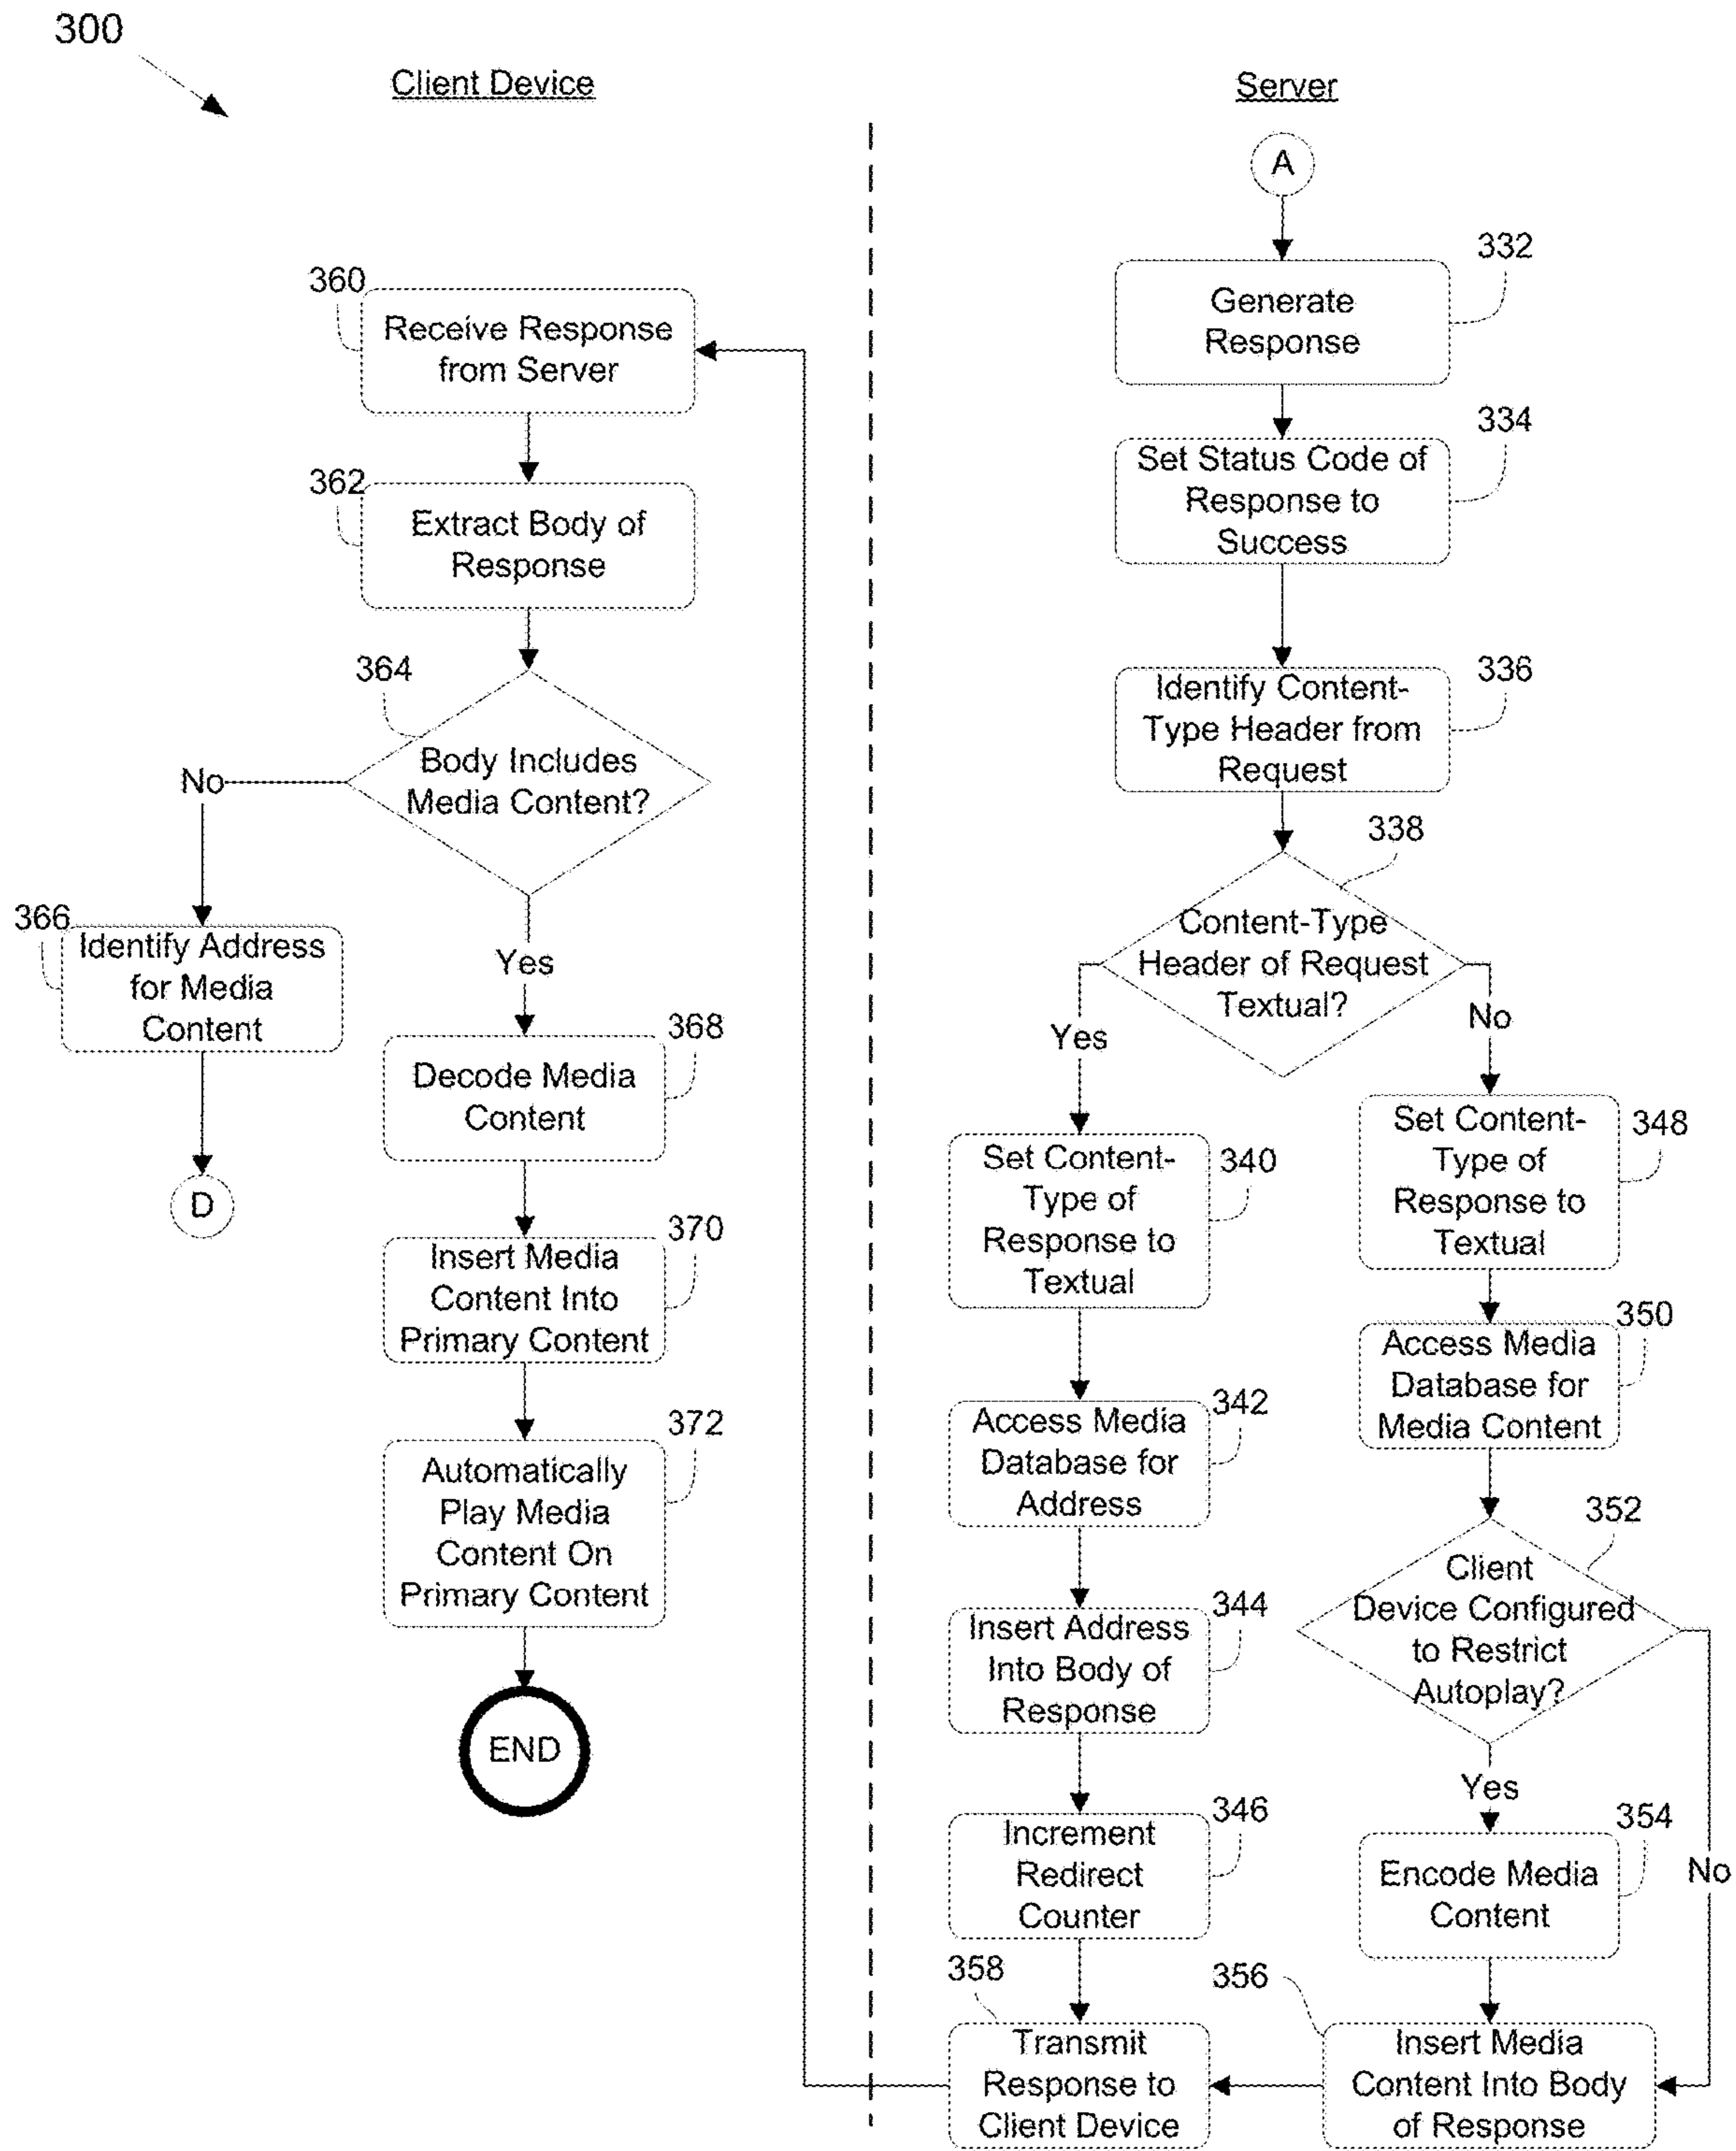 300
Client Device
Server
A
332
Generate
Response
334
Set Status Code of
Response to
Success
336
Identify Content-
Type Header from
Request
338
Content-Type
Header of Request
Textual?
Yes
No
340
Set Content-
Type of
Response to
Textual
342
Access Media
Database for
Address
344
Insert Address
Into Body of
Response
346
Increment
Redirect
Counter
348
Set Content-
Type of
Response to
Textual
350
Access Media
Database for
Media Content
352
Client
Device Configured
to Restrict
Autoplay?
Yes
No
354
Encode Media
Content
356
Insert Media
Content Into Body
of Response
358
Transmit
Response to
Client Device
360
Receive Response
from Server
362
Extract Body of
Response
364
Body Includes
Media Content?
No
Yes
366
Identify Address
for Media
Content
D
368
Decode Media
Content
370
Insert Media
Content Into
Primary Content
372
Automatically
Play Media
Content On
Primary Content
END